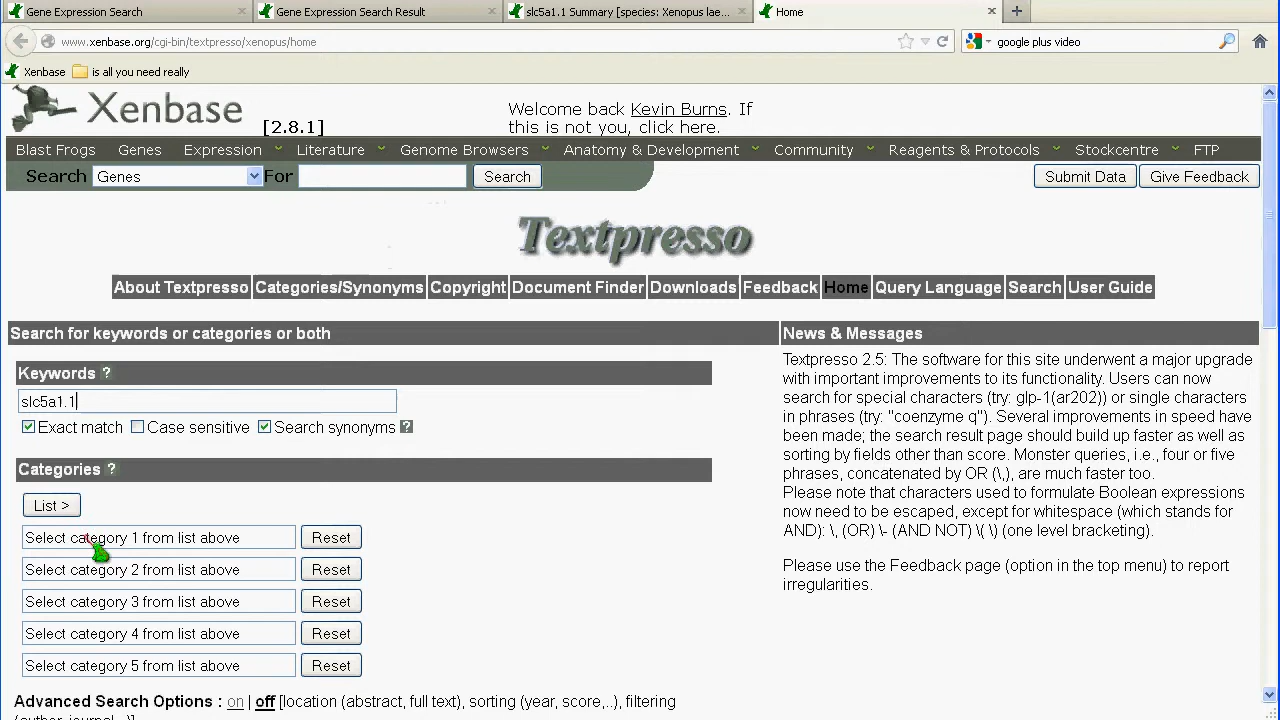 Gene Expression Search
Gene Expression Search Result
slc5a1.1 Summary [species: Xenopus lae...
Home
www.xenbase.org/cgi-bin/textpresso/xenopus/home
google plus video
Xenbase is all you need really
Xenbase [2.8.1]
Welcome back Kevin Burns. If
this is not you, click here.
Blast Frogs Genes Expression Literature Genome Browsers Anatomy & Development Community Reagents & Protocols Stockcentre FTP
Search Genes For Search Submit Data Give Feedback
Textpresso
About Textpresso Categories/Synonyms Copyright Document Finder Downloads Feedback Home Query Language Search User Guide
Search for keywords or categories or both
Keywords ?
slc5a1.1
Exact match Case sensitive Search synonyms ?
Categories ?
List >
Select category 1 from list above Reset
Select category 2 from list above Reset
Select category 3 from list above Reset
Select category 4 from list above Reset
Select category 5 from list above Reset
Advanced Search Options : on | off [location (abstract, full text), sorting (year, score,..), filtering
(author, journal,..)]
News & Messages
Textpresso 2.5: The software for this site underwent a major upgrade
with important improvements to its functionality. Users can now
search for special characters (try: glp-1(ar202)) or single characters
in phrases (try: "coenzyme q"). Several improvements in speed have
been made; the search result page should build up faster as well as
sorting by fields other than score. Monster queries, i.e., four or five
phrases, concatenated by OR (\,), are much faster too.
Please note that characters used to formulate Boolean expressions
now need to be escaped, except for whitespace (which stands for
AND): \, (OR) \- (AND NOT) \( \) (one level bracketing).
Please use the Feedback page (option in the top menu) to report
irregularities.